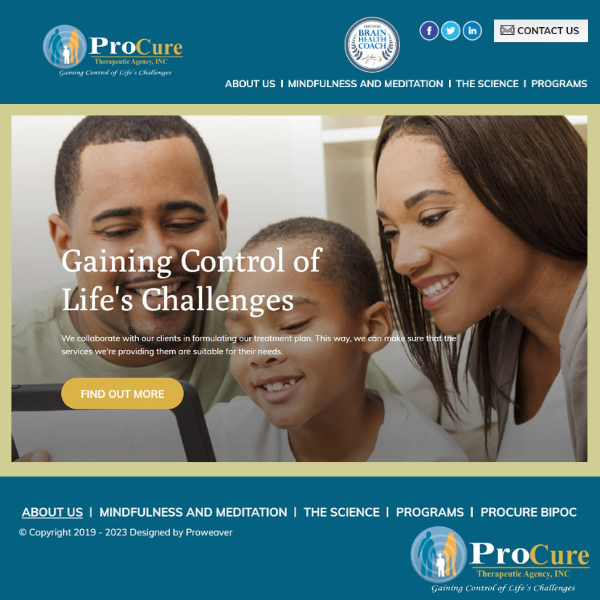 ProCure
Therapeutic Agency, INC
Gaining Control of Life's Challenges
CERTIFIED
BRAIN
HEALTH
COACH
CONTACT US
ABOUT US | MINDFULNESS AND MEDITATION | THE SCIENCE | PROGRAMS
Gaining Control of
Life's Challenges
We collaborate with our clients in formulating our treatment plan. This way, we can make sure that the
services we're providing them are suitable for their needs.
FIND OUT MORE
ABOUT US | MINDFULNESS AND MEDITATION | THE SCIENCE | PROGRAMS | PROCURE BIPOC
© Copyright 2019 - 2023 Designed by Proweaver
ProCure
Therapeutic Agency, INC
Gaining Control of Life's Challenges